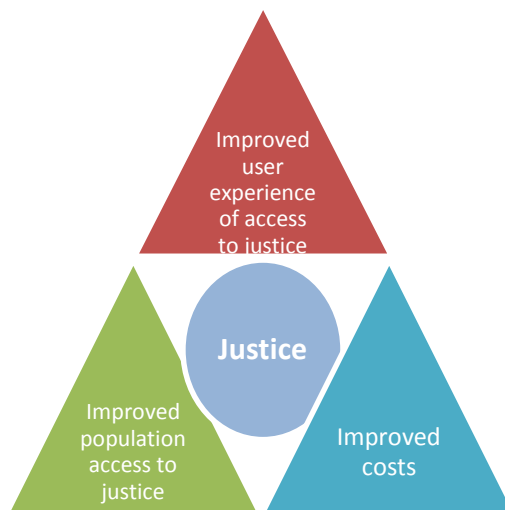 Improved
user
experience
of access
to justice
Justice
Improved
population
access to
justice
Improved
costs